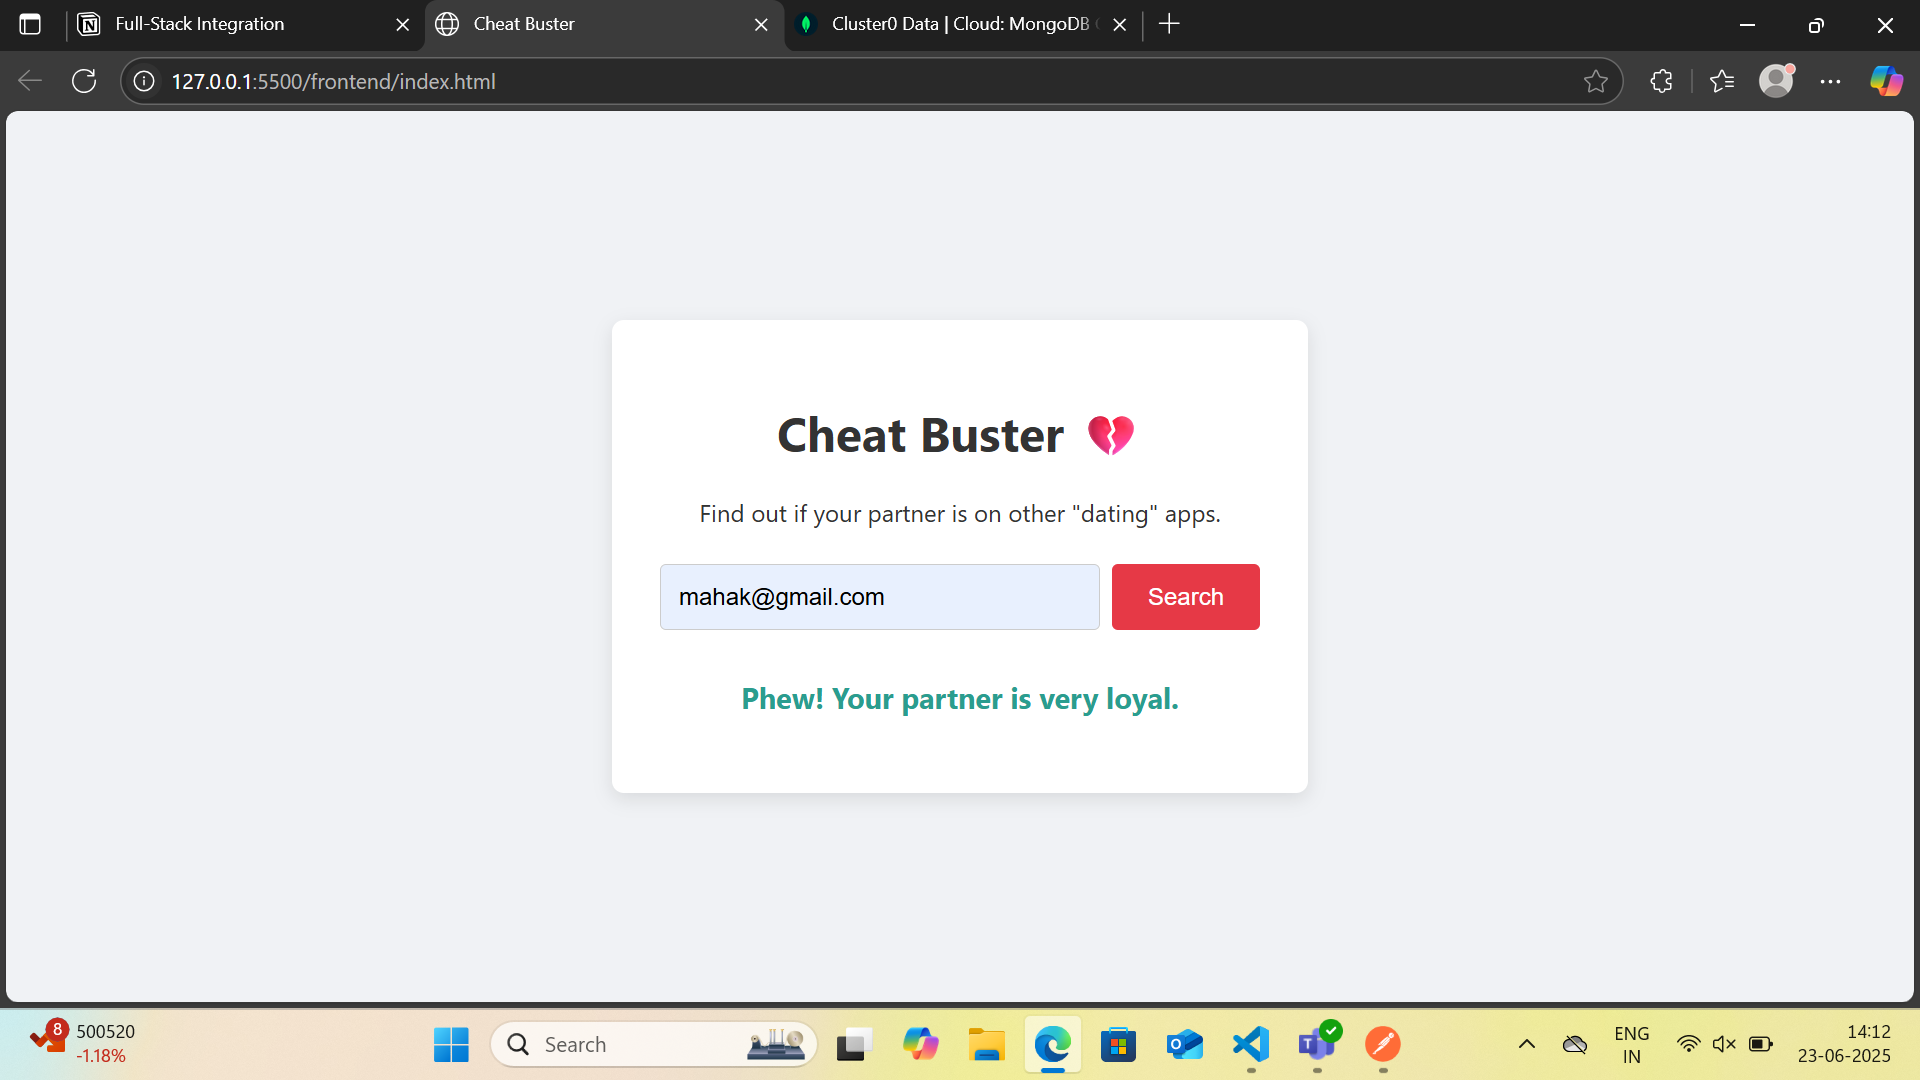 Full-Stack Integration
Cheat Buster
Cluster0 Data | Cloud: MongoDB
127.0.0.1:5500/frontend/index.html
Cheat Buster 💔
Find out if your partner is on other "dating" apps.
mahak@gmail.com
Search
Phew! Your partner is very loyal.
8
500520
-1.18%
Search
ENG
IN
14:12
23-06-2025